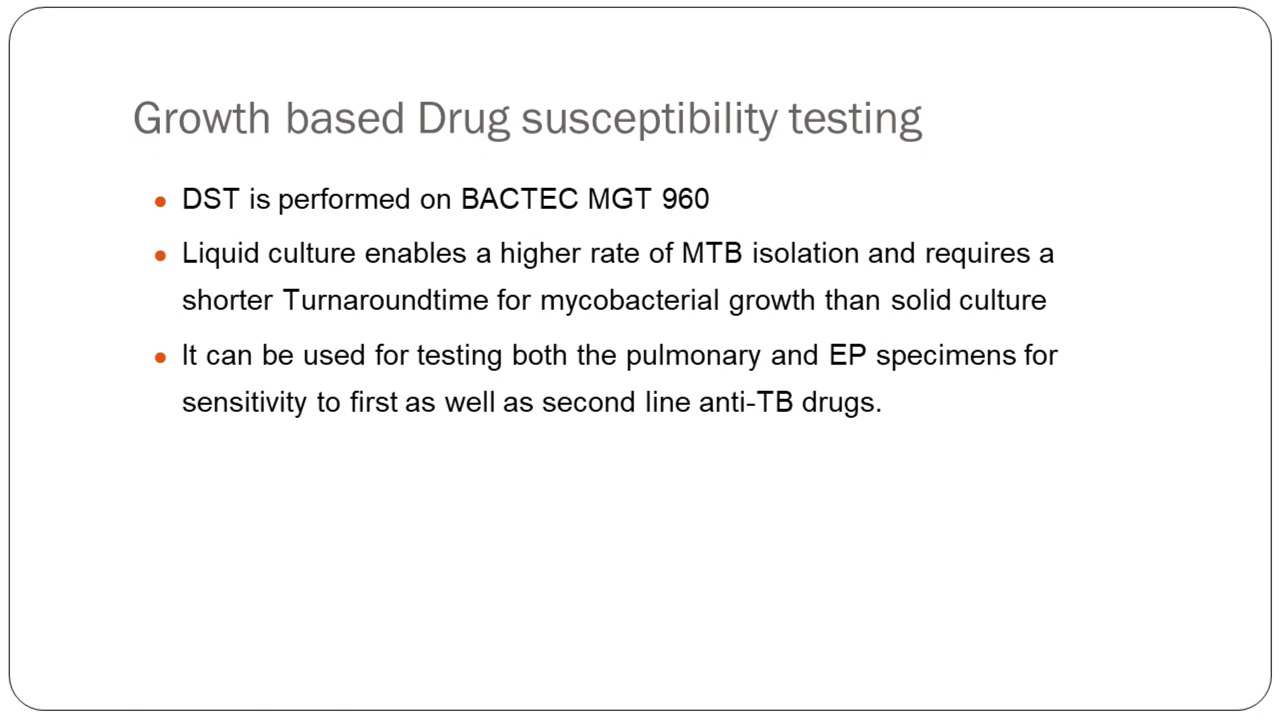 Growth based Drug susceptibility testing
• DST is performed on BACTEC MGT 960
• Liquid culture enables a higher rate of MTB isolation and requires a
shorter Turnaroundtime for mycobacterial growth than solid culture
• It can be used for testing both the pulmonary and EP specimens for
sensitivity to first as well as second line anti-TB drugs.